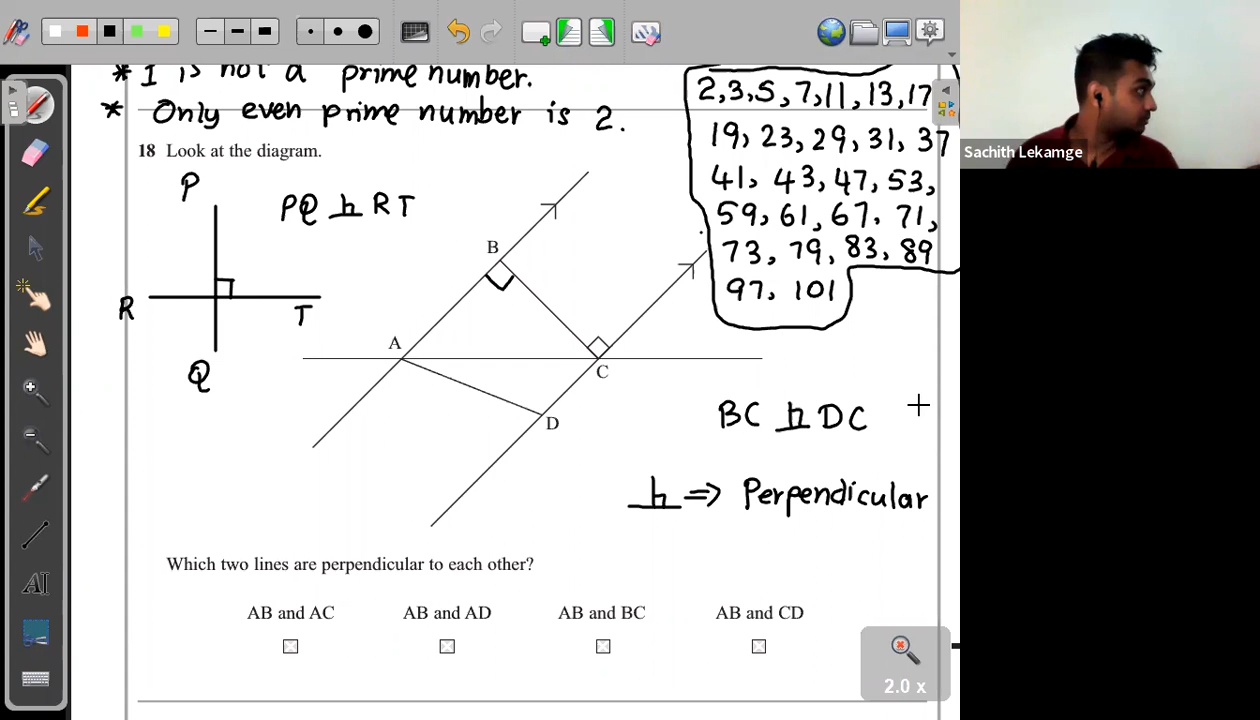 * 1 is not a prime number.
* Only even prime number is 2.
2,3,5,7,11,13,17
19, 23, 29, 31, 37
41, 43, 47, 53,
59, 61, 67, 71,
73, 79, 83, 89
97, 101
Sachith Lekamge
18 Look at the diagram.
P
PQ ⊥ RT
R
T
Q
B
A
C
D
BC ⊥ DC
⊥ => Perpendicular
Which two lines are perpendicular to each other?
AB and AC AB and AD AB and BC AB and CD
AI
2.0 x